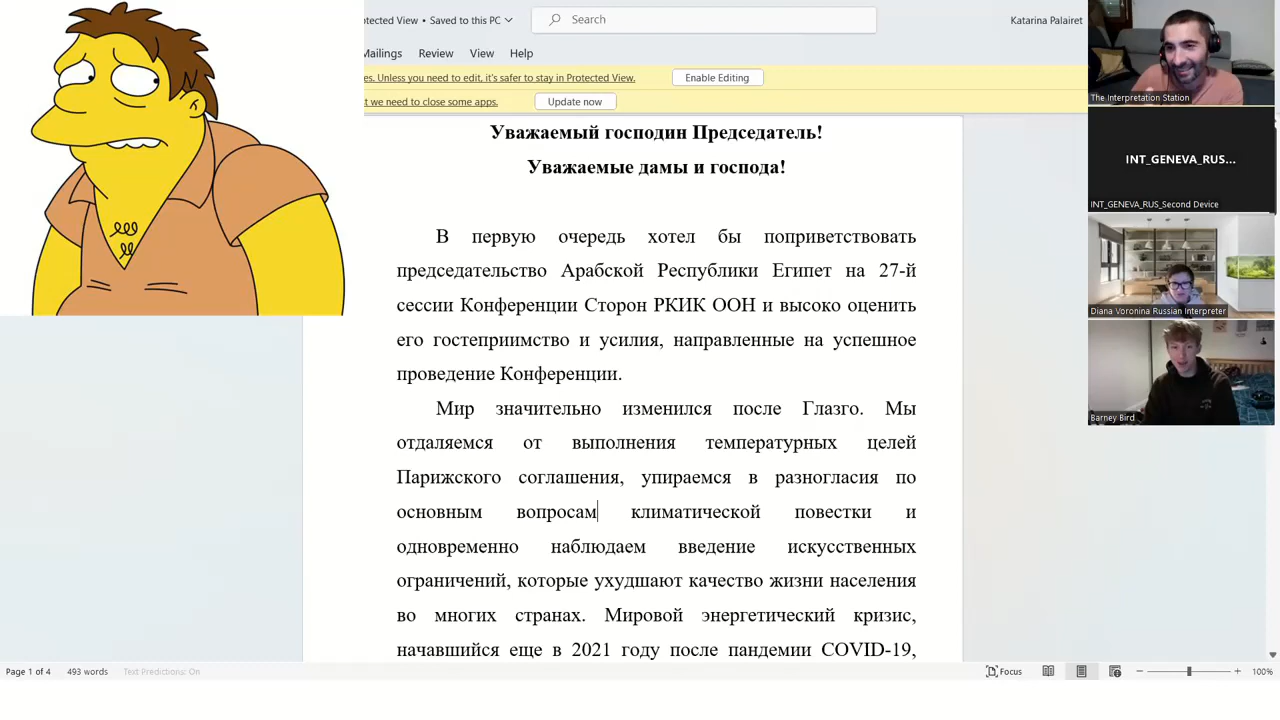 otected View • Saved to this PC
Search
Katarina Palairet
Mailings Review View Help
es. Unless you need to edit, it's safer to stay in Protected View. Enable Editing
t we need to close some apps. Update now
Уважаемый господин Председатель!
Уважаемые дамы и господа!
В первую очередь хотел бы поприветствовать
председательство Арабской Республики Египет на 27-й
сессии Конференции Сторон РКИК ООН и высоко оценить
его гостеприимство и усилия, направленные на успешное
проведение Конференции.
Мир значительно изменился после Глазго. Мы
отдаляемся от выполнения температурных целей
Парижского соглашения, упираемся в разногласия по
основным вопросам климатической повестки и
одновременно наблюдаем введение искусственных
ограничений, которые ухудшают качество жизни населения
во многих странах. Мировой энергетический кризис,
начавшийся еще в 2021 году после пандемии COVID-19,
The Interpretation Station
INT_GENEVA_RUS...
INT_GENEVA_RUS_Second Device
Diana Voronina Russian Interpreter
Barney Bird
Page 1 of 4 493 words Text Predictions: On
Focus
100%